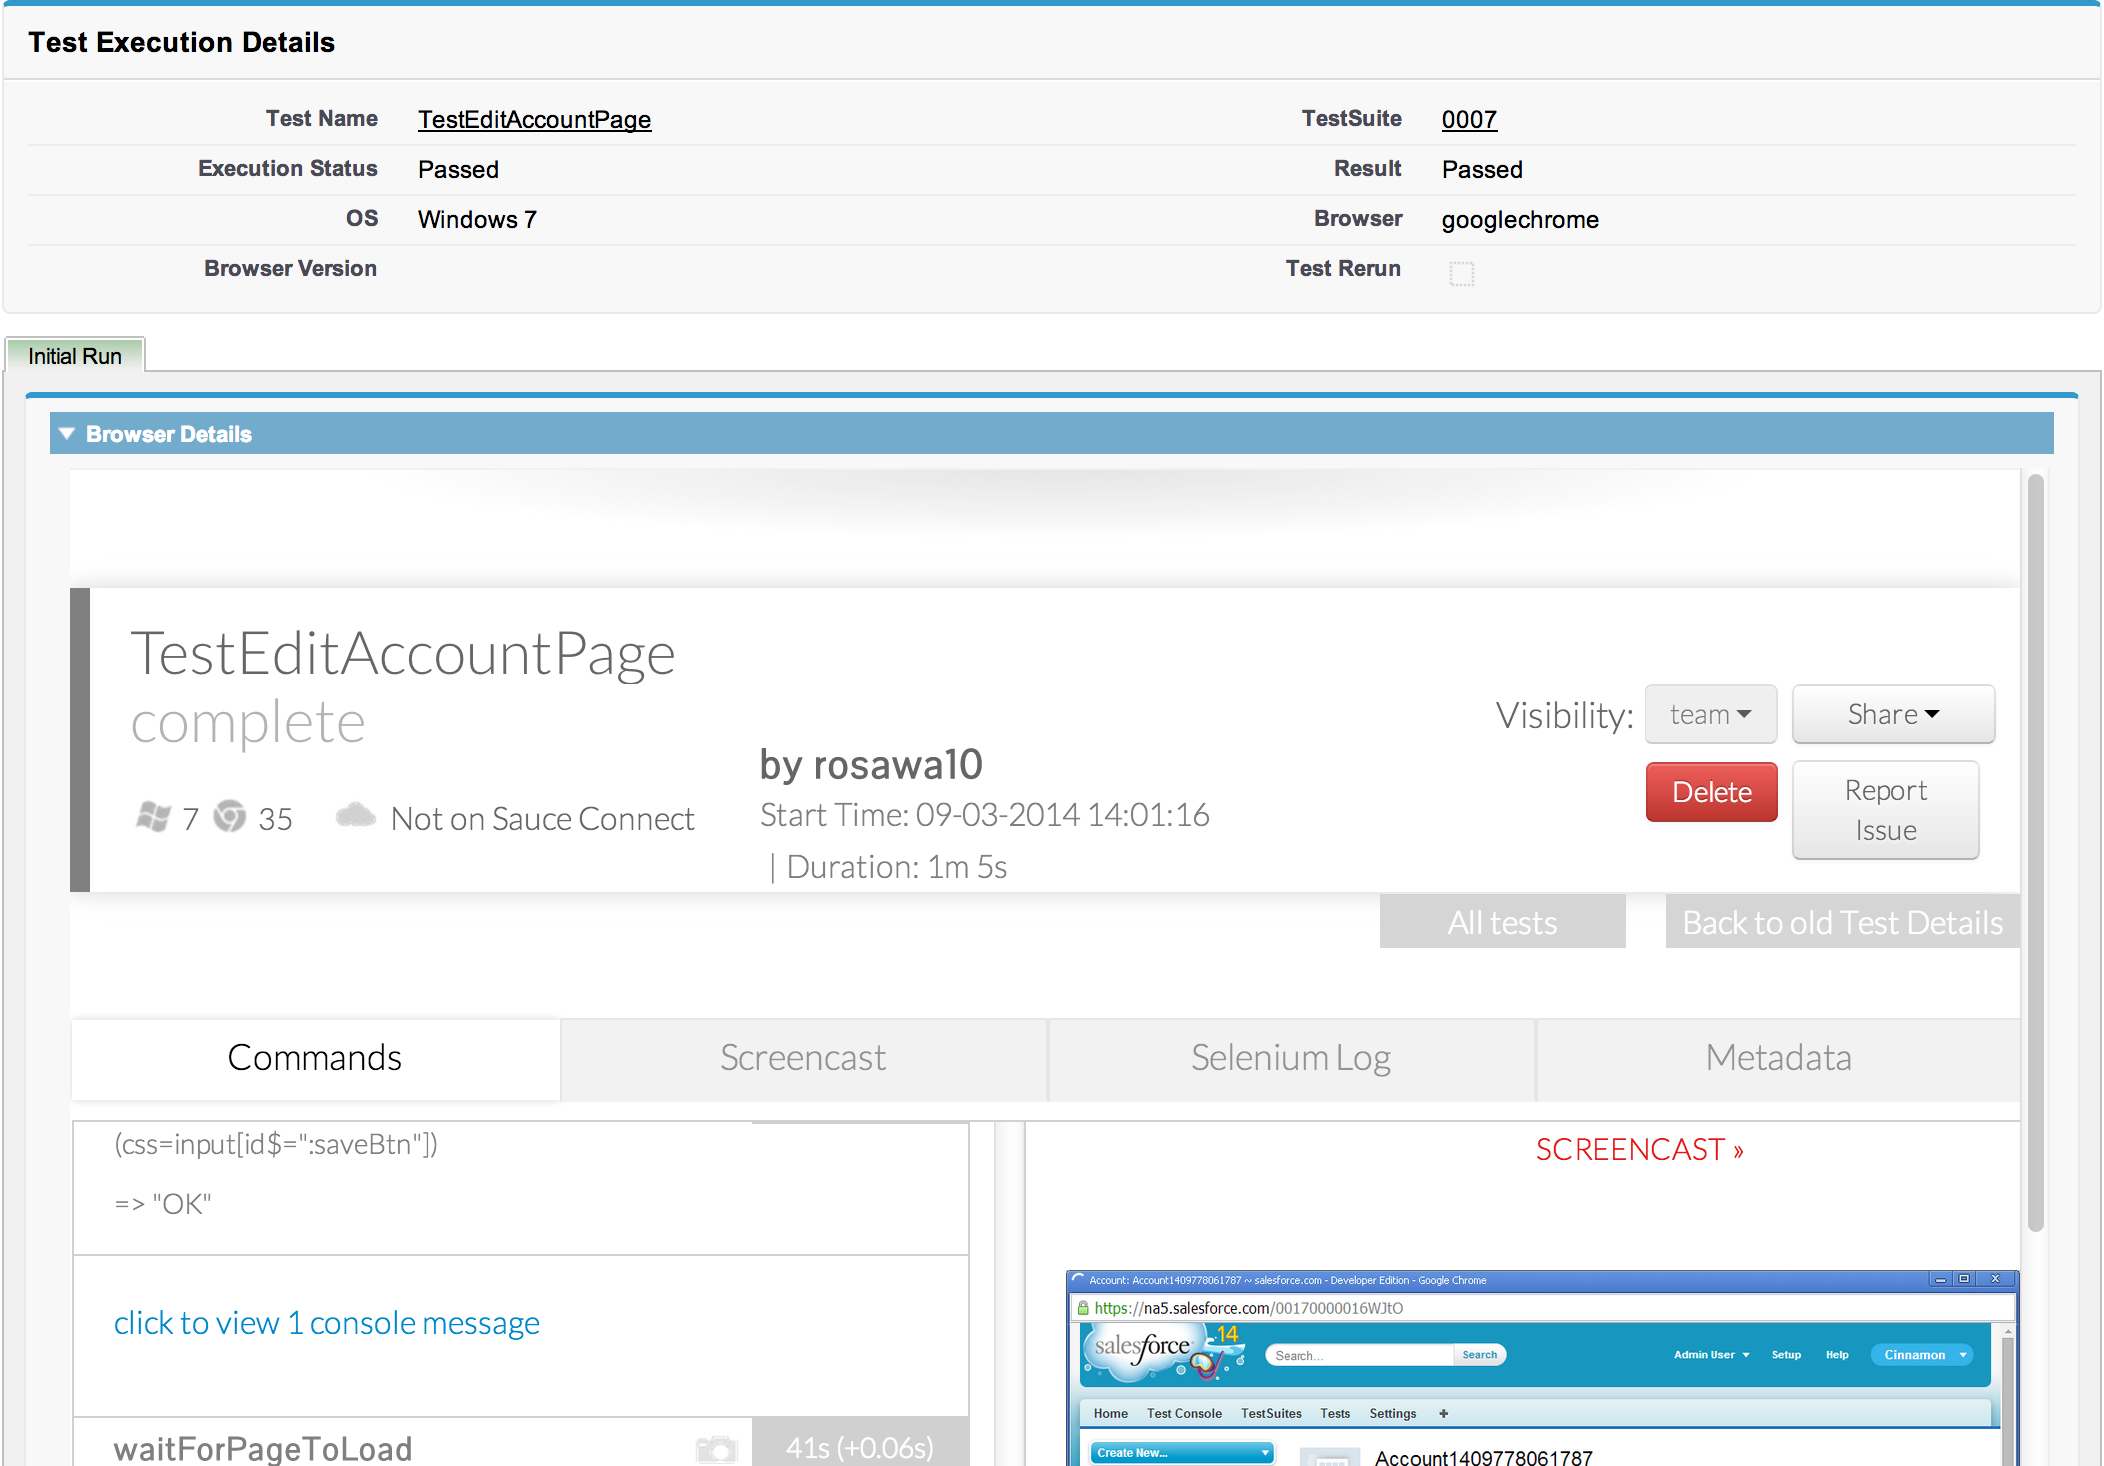 Test Execution Details
Test Name TestEditAccountPage TestSuite 0007
Execution Status Passed Result Passed
OS Windows 7 Browser googlechrome
Browser Version Test Rerun
Initial Run
Browser Details
TestEditAccountPage
complete
7 35 Not on Sauce Connect
by rosawa10
Start Time: 09-03-2014 14:01:16
| Duration: 1m 5s
Visibility: team Share
Delete Report Issue
All tests Back to old Test Details
Commands Screencast Selenium Log Metadata
(css=input[id$=":saveBtn"])
=> "OK"
click to view 1 console message
waitForPageToLoad 41s (+0.06s)
SCREENCAST »
Account: Account1409778061787 ~ salesforce.com - Developer Edition - Google Chrome
https://na5.salesforce.com/00170000016WJtO
salesforce 14 Search... Search Admin User Setup Help Cinnamon
Home Test Console TestSuites Tests Settings +
Create New... Account1409778061787